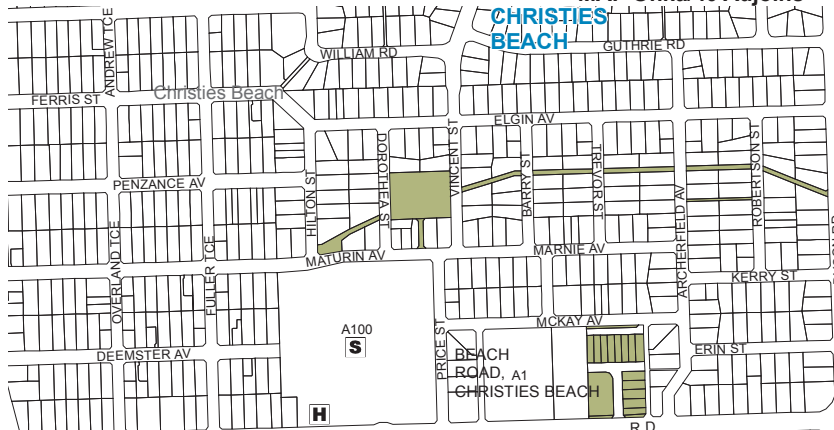 CHRISTIES
BEACH
ANDREW TCE
WILLIAM RD
GUTHRIE RD
FERRIS ST
Christies Beach
ELGIN AV
DOROTHEA ST
VINCENT ST
BARRY ST
TREVOR ST
ROBERTSON ST
PENZANCE AV
HILTON ST
ARCHERFIELD AV
OVERLAND TCE
FULLER TCE
MATURIN AV
MARNIE AV
KERRY ST
A100
S
PRICE ST
MCKAY AV
DEEMSTER AV
BEACH
ROAD, A1
CHRISTIES BEACH
ERIN ST
H
RD